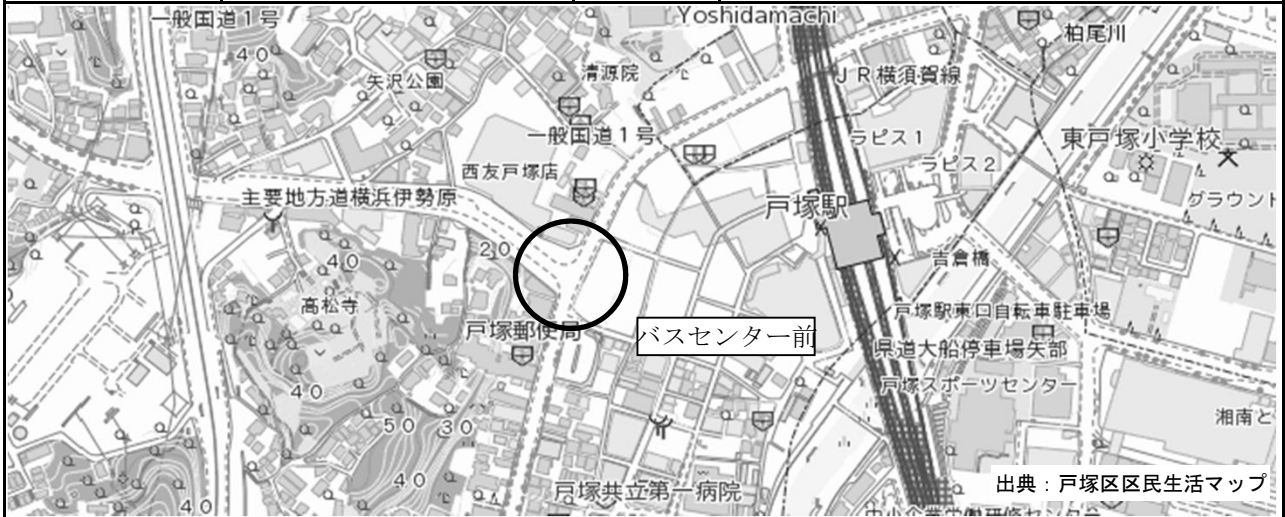 一般国道1号
Yoshidamachi
柏尾川
40
矢沢公園
清源院
JR横須賀線
一般国道1号
ラピス1
東戸塚小学校
西友戸塚店
ラピス2
主要地方道横浜伊勢原
戸塚駅
グラウンド
20
40
吉倉橋
高松寺
戸塚郵便局
バスセンター前
戸塚駅東口自転車駐車場
県道大船停車場矢部
40
戸塚スポーツセンター
50
30
湘南と
40
戸塚共立第一病院
出典：戸塚区区民生活マップ
40